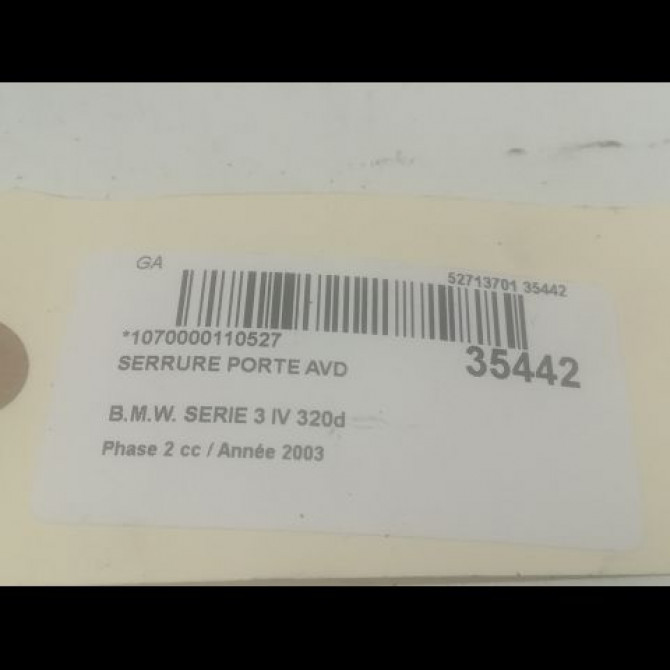 GA
52713701 35442
*1070000110527
35442
SERRURE PORTE AVD
B.M.W. SERIE 3 IV 320d
Phase 2 cc / Année 2003